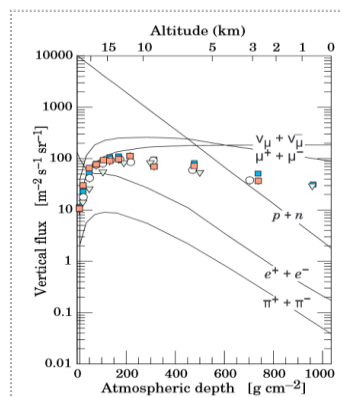 Altitude (km)
15 10 5 3 2 1 0
10000
1000
100
10
1
0.1
0.01
Vertical flux [m−2 s−1 sr−1]
νμ + ν̅μ
μ+ + μ−
p + n
e+ + e−
π+ + π−
0 200 400 600 800 1000
Atmospheric depth [g cm−2]